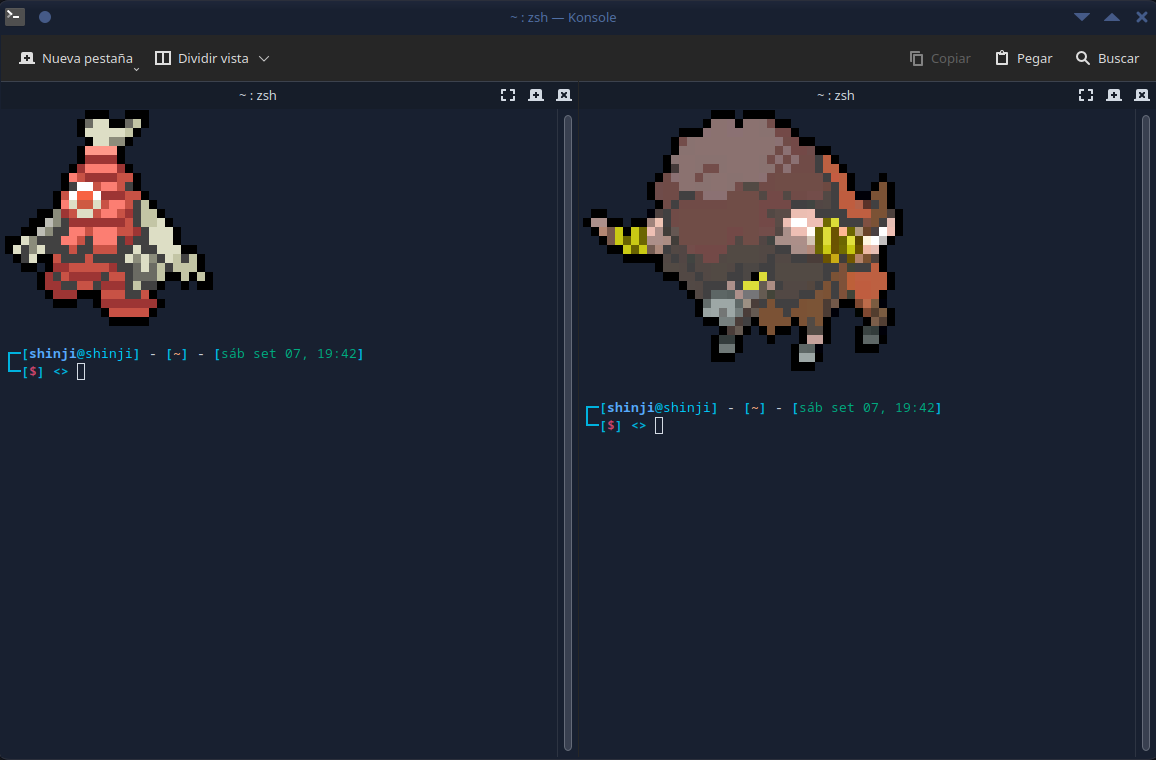 ~ : zsh — Konsole
Nueva pestaña
Dividir vista
Copiar
Pegar
Buscar
~ : zsh
~ : zsh
[shinji@shinji] - [~] - [sáb set 07, 19:42]
[$] <>
[shinji@shinji] - [~] - [sáb set 07, 19:42]
[$] <>